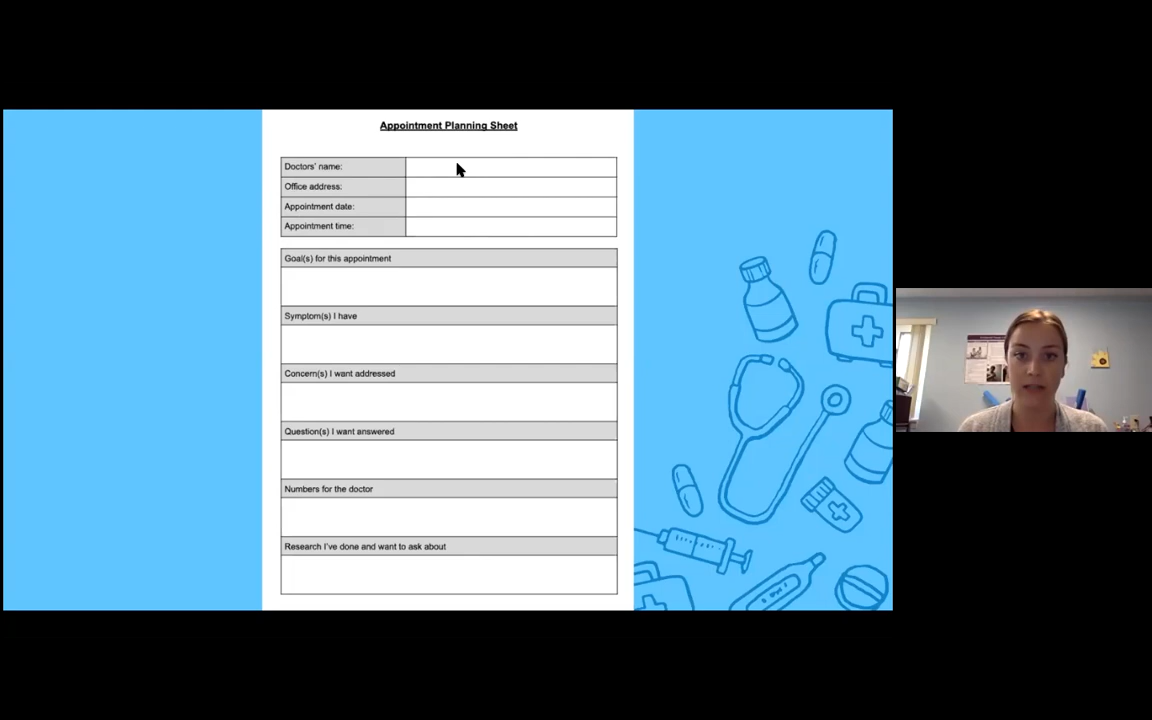 Appointment Planning Sheet
Doctors' name:
Office address:
Appointment date:
Appointment time:
Goal(s) for this appointment
Symptom(s) I have
Concern(s) I want addressed
Question(s) I want answered
Numbers for the doctor
Research I've done and want to ask about